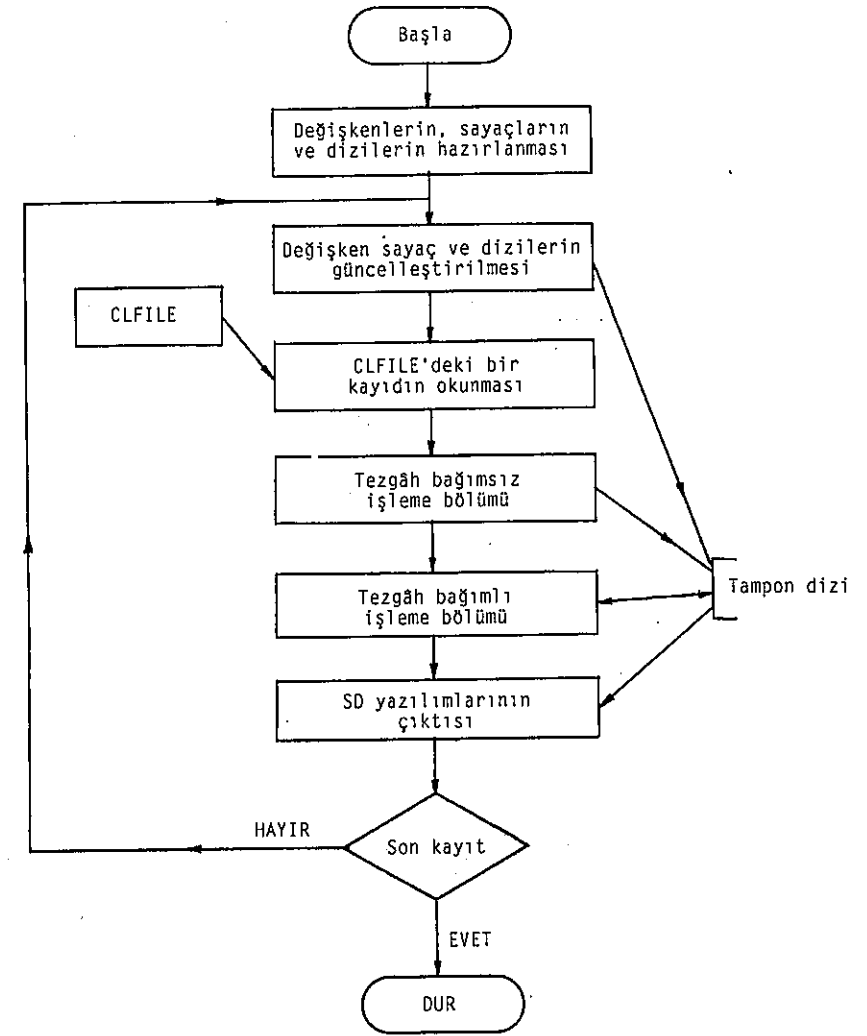 Başla
Değişkenlerin, sayaçların
ve dizilerin hazırlanması
Değişken sayaç ve dizilerin
güncelleştirilmesi
CLFILE
CLFILE'deki bir
kayıdın okunması
Tezgâh bağımsız
işleme bölümü
Tezgâh bağımlı
işleme bölümü
Tampon dizi
SD yazılımlarının
çıktısı
HAYIR
Son kayıt
EVET
DUR